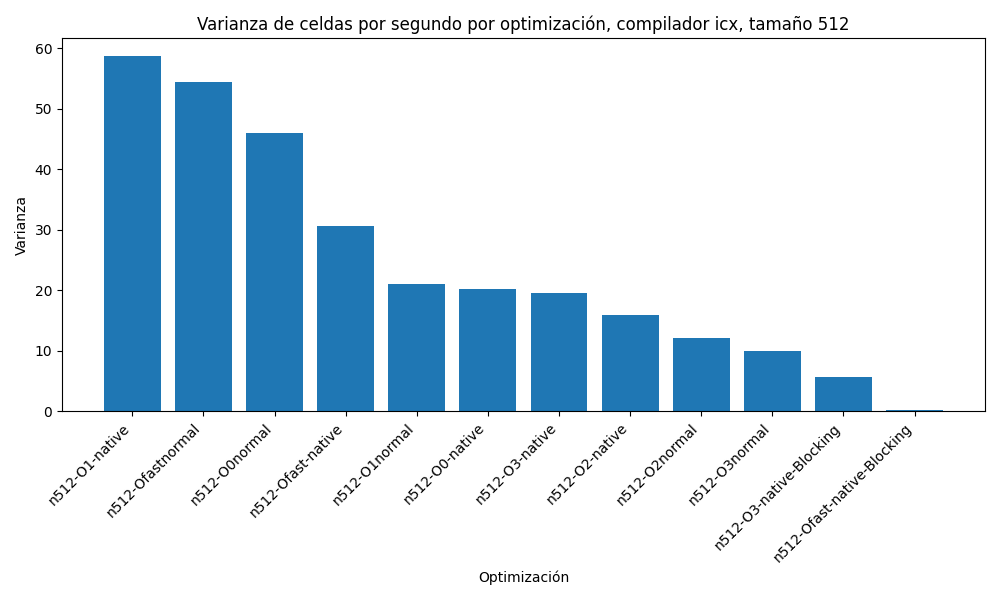 Varianza de celdas por segundo por optimización, compilador icx, tamaño 512
60
50
40
30
20
10
0
Varianza
n512-O1-native
n512-Ofastnormal
n512-O0normal
n512-Ofast-native
n512-O1normal
n512-O0-native
n512-O3-native
n512-O2-native
n512-O2normal
n512-O3normal
n512-O3-native-Blocking
n512-Ofast-native-Blocking
Optimización